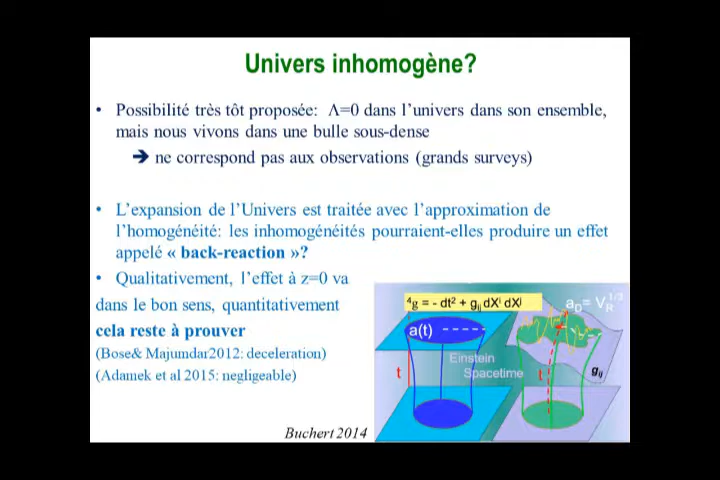 Univers inhomogène?
• Possibilité très tôt proposée: Λ=0 dans l'univers dans son ensemble,
mais nous vivons dans une bulle sous-dense
➔ ne correspond pas aux observations (grands surveys)
• L'expansion de l'Univers est traitée avec l'approximation de
l'homogénéité: les inhomogénéités pourraient-elles produire un effet
appelé « back-reaction »?
• Qualitativement, l'effet à z=0 va
dans le bon sens, quantitativement
cela reste à prouver
(Bose& Majumdar2012: deceleration)
(Adamek et al 2015: negligeable)
Buchert 2014
⁴g = - dt² + gᵢⱼ dXⁱ dXʲ
a_D= V_R^1/3
a(t)
Einstein
Spacetime
t
t
gᵢⱼ